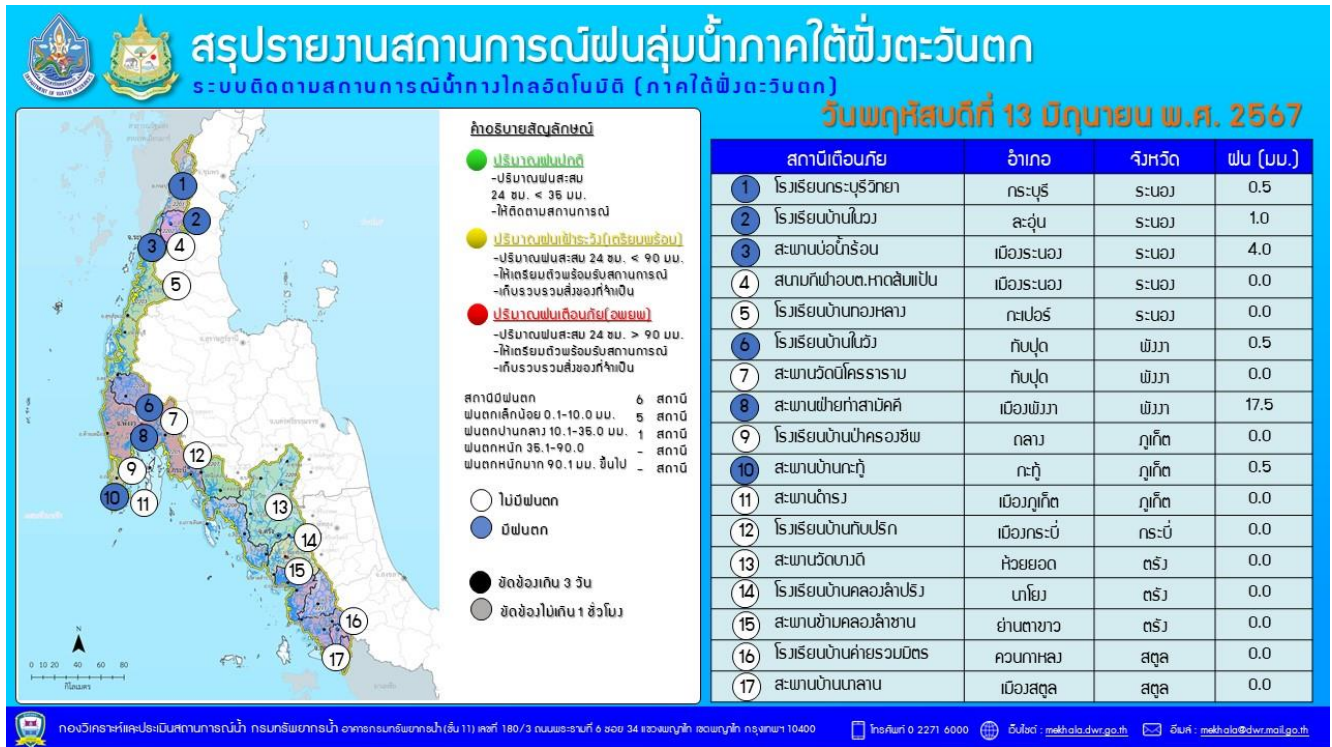 สรุปรายงานสถานการณ์ฝนลุ่มน้ำภาคใต้ฝั่งตะวันตก
ระบบติดตามสถานการณ์น้ำทางไกลอัตโนมัติ (ภาคใต้ฝั่งตะวันตก)
วันพฤหัสบดีที่ 13 มิถุนายน พ.ศ. 2567
คำอธิบายสัญลักษณ์
ปริมาณฝนปกติ
-ปริมาณฝนสะสม
24 ชม. < 35 มม.
-ให้ติดตามสถานการณ์
ปริมาณฝนเฝ้าระวัง(เตรียมพร้อม)
-ปริมาณฝนสะสม 24 ชม. < 90 มม.
-ให้เตรียมตัวพร้อมรับสถานการณ์
-เก็บรวบรวมสิ่งของที่จำเป็น
ปริมาณฝนเตือนภัย(อพยพ)
-ปริมาณฝนสะสม 24 ชม. > 90 มม.
-ให้เตรียมตัวพร้อมรับสถานการณ์
-เก็บรวบรวมสิ่งของที่จำเป็น
สถานีมีฝนตก 6 สถานี
ฝนตกเล็กน้อย 0.1-10.0 มม. 5 สถานี
ฝนตกปานกลาง 10.1-35.0 มม. 1 สถานี
ฝนตกหนัก 35.1-90.0 - สถานี
ฝนตกหนักมาก 90.1 มม. ขึ้นไป - สถานี
ไม่มีฝนตก
มีฝนตก
ขัดข้องเกิน 3 วัน
ขัดข้องไม่เกิน 1 ชั่วโมง
1
2
3 4
5
6
7
8
12
9
10 11
13
14
15
16
17
N
0 10 20 40 60 80
กิโลเมตร
สถานีเตือนภัย อำเภอ จังหวัด ฝน (มม.)
1 โรงเรียนกระบุรีวิทยา กระบุรี ระนอง 0.5
2 โรงเรียนบ้านในวง ละอุ่น ระนอง 1.0
3 สะพานบ่อน้ำร้อน เมืองระนอง ระนอง 4.0
4 สนามกีฬาอบต.หาดส้มแป้น เมืองระนอง ระนอง 0.0
5 โรงเรียนบ้านทองหลาง กะเปอร์ ระนอง 0.0
6 โรงเรียนบ้านในวัง ทับปุด พังงา 0.5
7 สะพานวัดนิโครธาราม ทับปุด พังงา 0.0
8 สะพานฝ่ายท่าสามัคคี เมืองพังงา พังงา 17.5
9 โรงเรียนบ้านป่าครองชีพ ถลาง ภูเก็ต 0.0
10 สะพานบ้านกะทู้ กะทู้ ภูเก็ต 0.5
11 สะพานดำรง เมืองภูเก็ต ภูเก็ต 0.0
12 โรงเรียนบ้านทับปริก เมืองกระบี่ กระบี่ 0.0
13 สะพานวัดบางดี ห้วยยอด ตรัง 0.0
14 โรงเรียนบ้านคลองลำปริง นาโยง ตรัง 0.0
15 สะพานข้ามคลองลำชาน ย่านตาขาว ตรัง 0.0
16 โรงเรียนบ้านค่ายรวมมิตร ควนกาหลง สตูล 0.0
17 สะพานบ้านนาลาน เมืองสตูล สตูล 0.0
กองวิเคราะห์และประเมินสถานการณ์น้ำ กรมทรัพยากรน้ำ อาคารกรมทรัพยากรน้ำ (ชั้น 11) เลขที่ 180/3 ถนนพระรามที่ 6 ซอย 34 แขวงพญาไท เขตพญาไท กรุงเทพฯ 10400 โทรศัพท์ 0 2271 6000 เว็บไซต์ : mekhala.dwr.go.th อีเมล์ : mekhala@dwr.mail.go.th